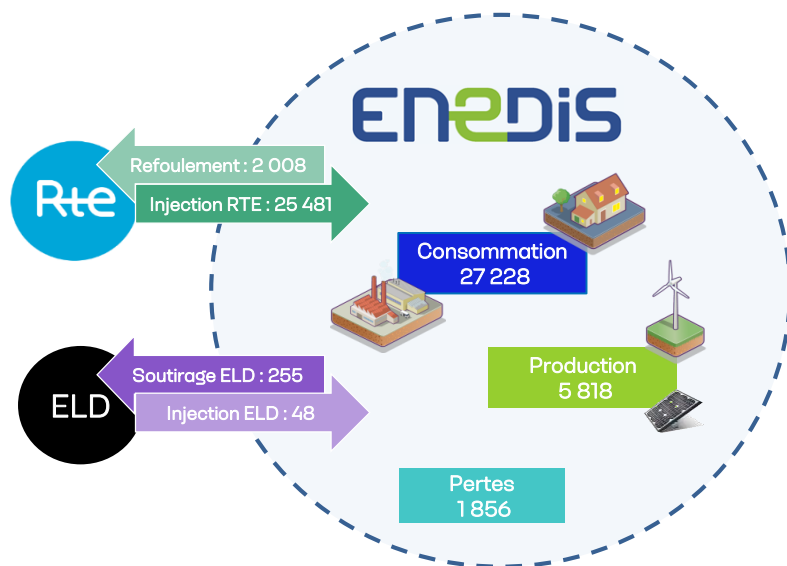 ENEDIS
Refoulement : 2 008
Rte
Injection RTE : 25 481
Consommation
27 228
Soutirage ELD : 255
ELD
Injection ELD : 48
Production
5 818
Pertes
1 856